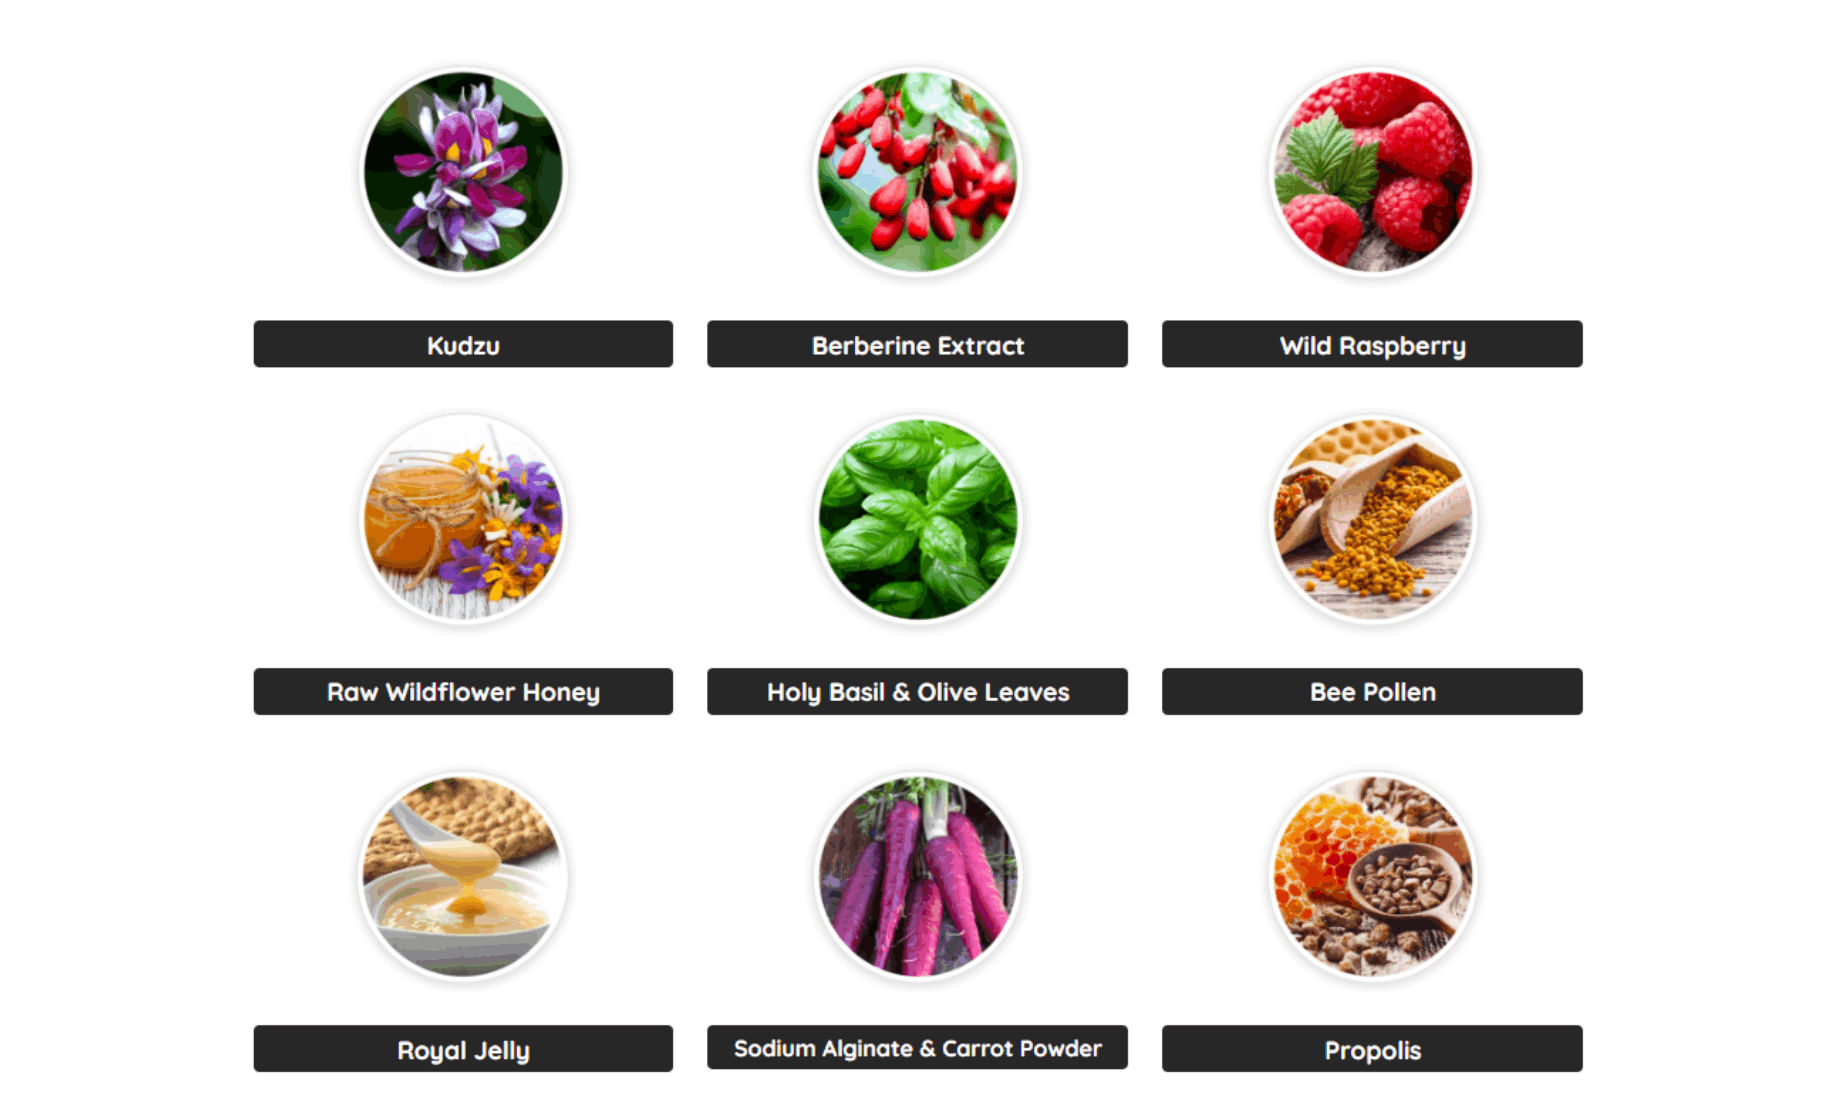 Kudzu
Berberine Extract
Wild Raspberry
Raw Wildflower Honey
Holy Basil & Olive Leaves
Bee Pollen
Royal Jelly
Sodium Alginate & Carrot Powder
Propolis